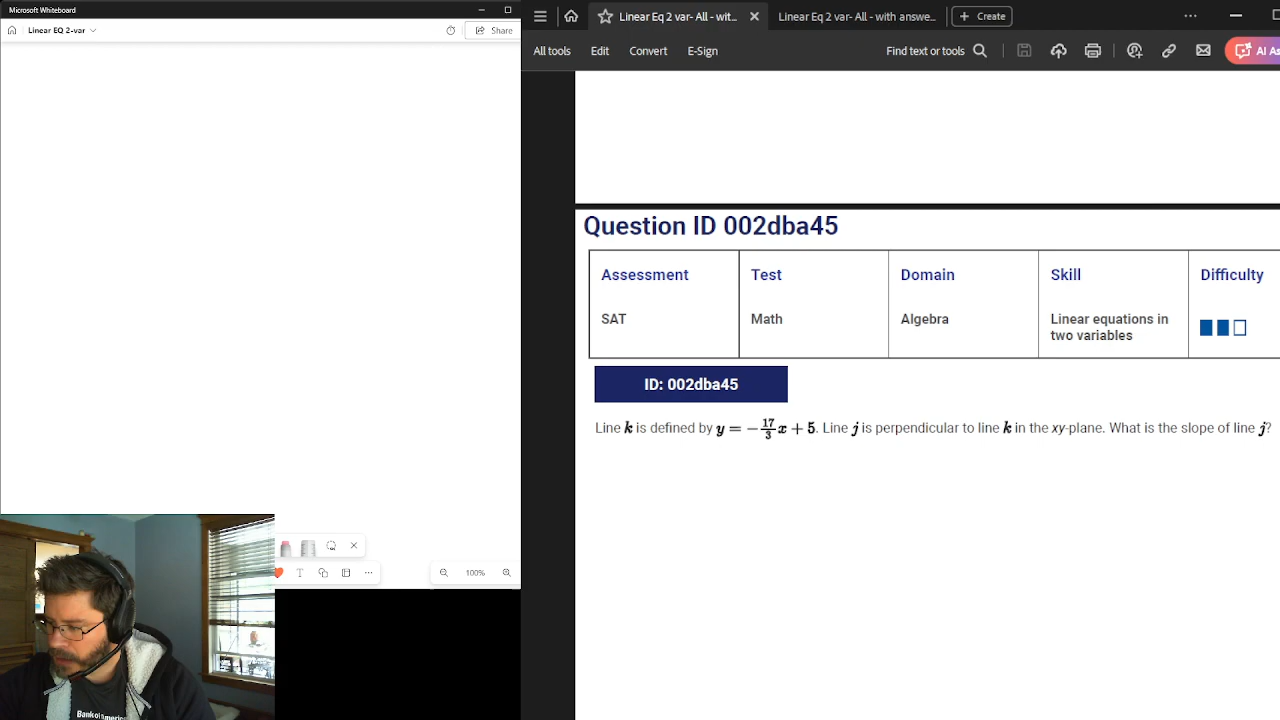 Microsoft Whiteboard
Linear EQ 2-var
Share
100%
Bank of America
Linear Eq 2 var- All - wit...
Linear Eq 2 var- All - with answe...
Create
All tools
Edit
Convert
E-Sign
Find text or tools
AI As
Question ID 002dba45
Assessment
Test
Domain
Skill
Difficulty
SAT
Math
Algebra
Linear equations in
two variables
ID: 002dba45
Line k is defined by y = −17/3x + 5. Line j is perpendicular to line k in the xy-plane. What is the slope of line j?